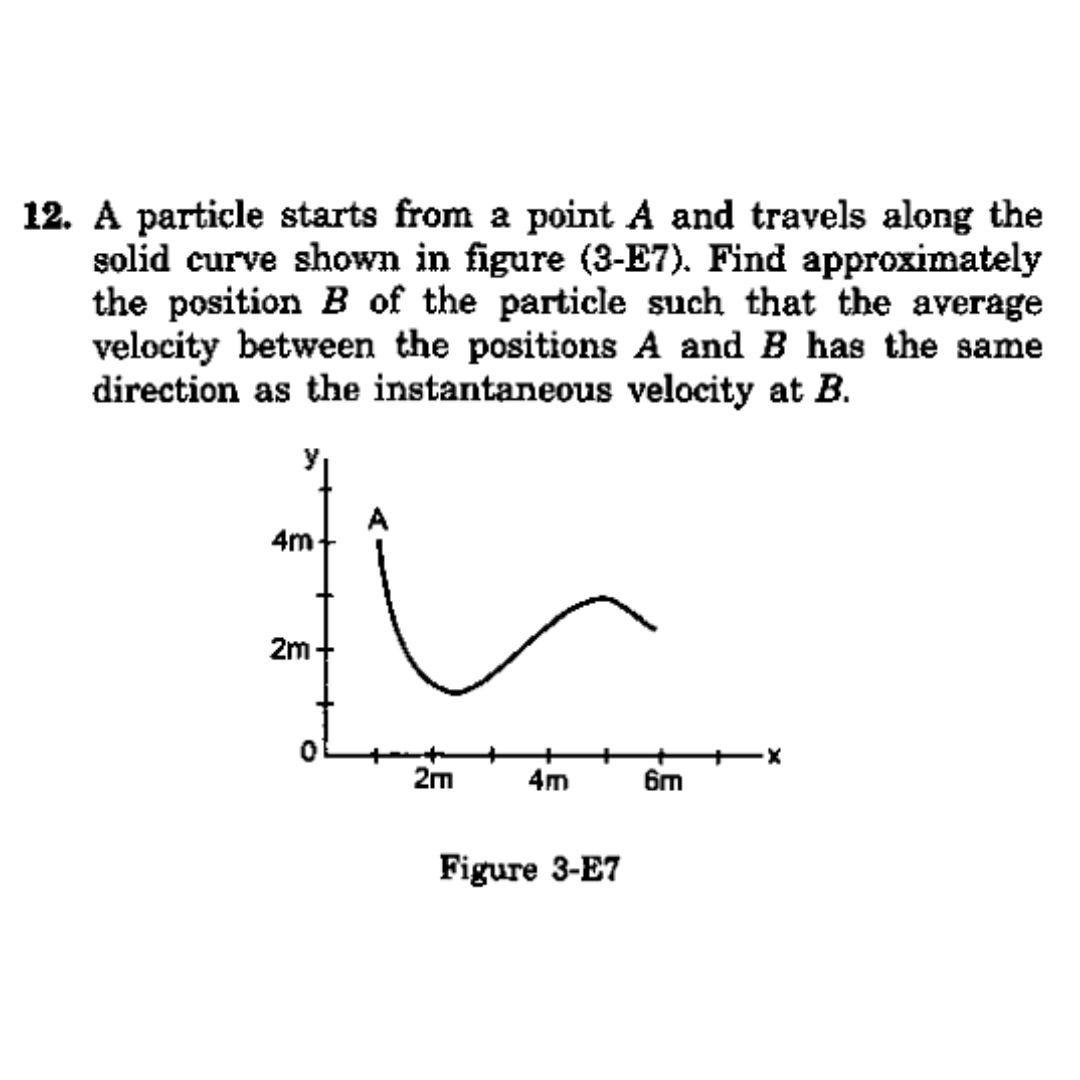 12. A particle starts from a point A and travels along the
solid curve shown in figure (3-E7). Find approximately
the position B of the particle such that the average
velocity between the positions A and B has the same
direction as the instantaneous velocity at B.
y
A
4m
2m
0
x
2m 4m 6m
Figure 3-E7